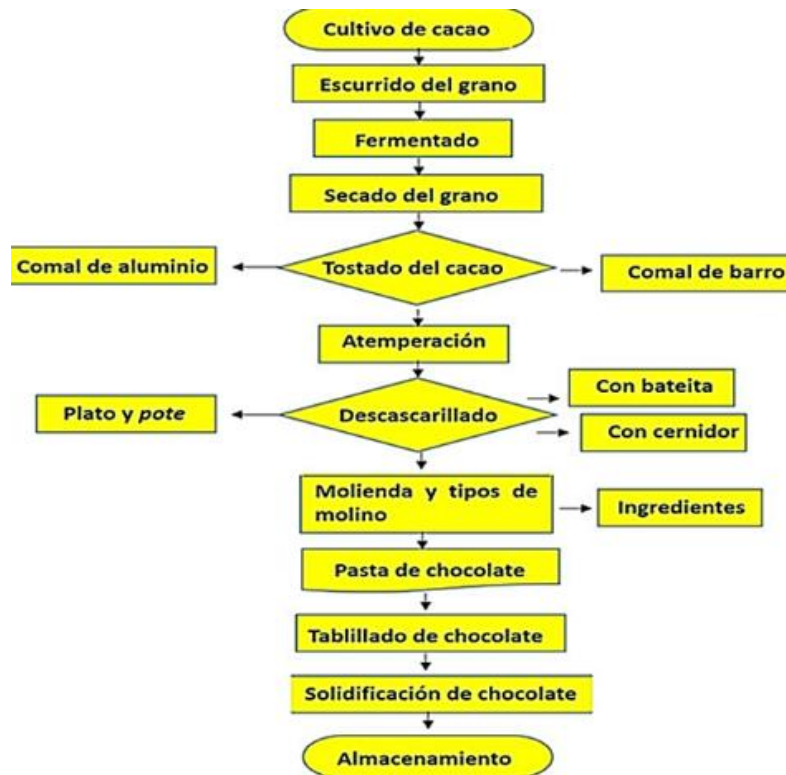 Cultivo de cacao
Escurrido del grano
Fermentado
Secado del grano
Comal de aluminio
Tostado del cacao
Comal de barro
Atemperación
Con bateita
Plato y pote
Descascarillado
Con cernidor
Molienda y tipos de
molino
Ingredientes
Pasta de chocolate
Tablillado de chocolate
Solidificación de chocolate
Almacenamiento